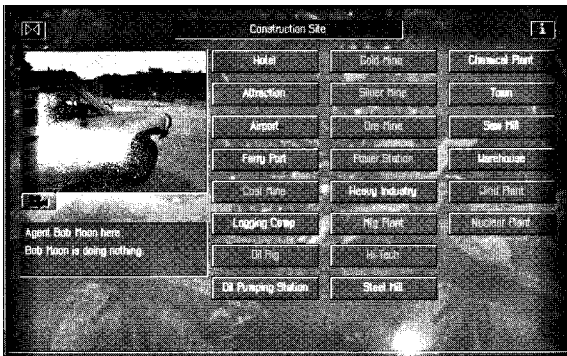 Construction Site
i
Hotel
Gold Mine
Chemical Plant
Attraction
Silver Mine
Town
Airport
Ore Mine
Saw Mill
Ferry Port
Power Station
Warehouse
Coal Mine
Heavy Industry
Wind Plant
Logging Camp
Mfg Plant
Nuclear Plant
Oil Rig
Hi-Tech
Oil Pumping Station
Steel Mill
Agent Bob Moon here.
Bob Moon is doing nothing.